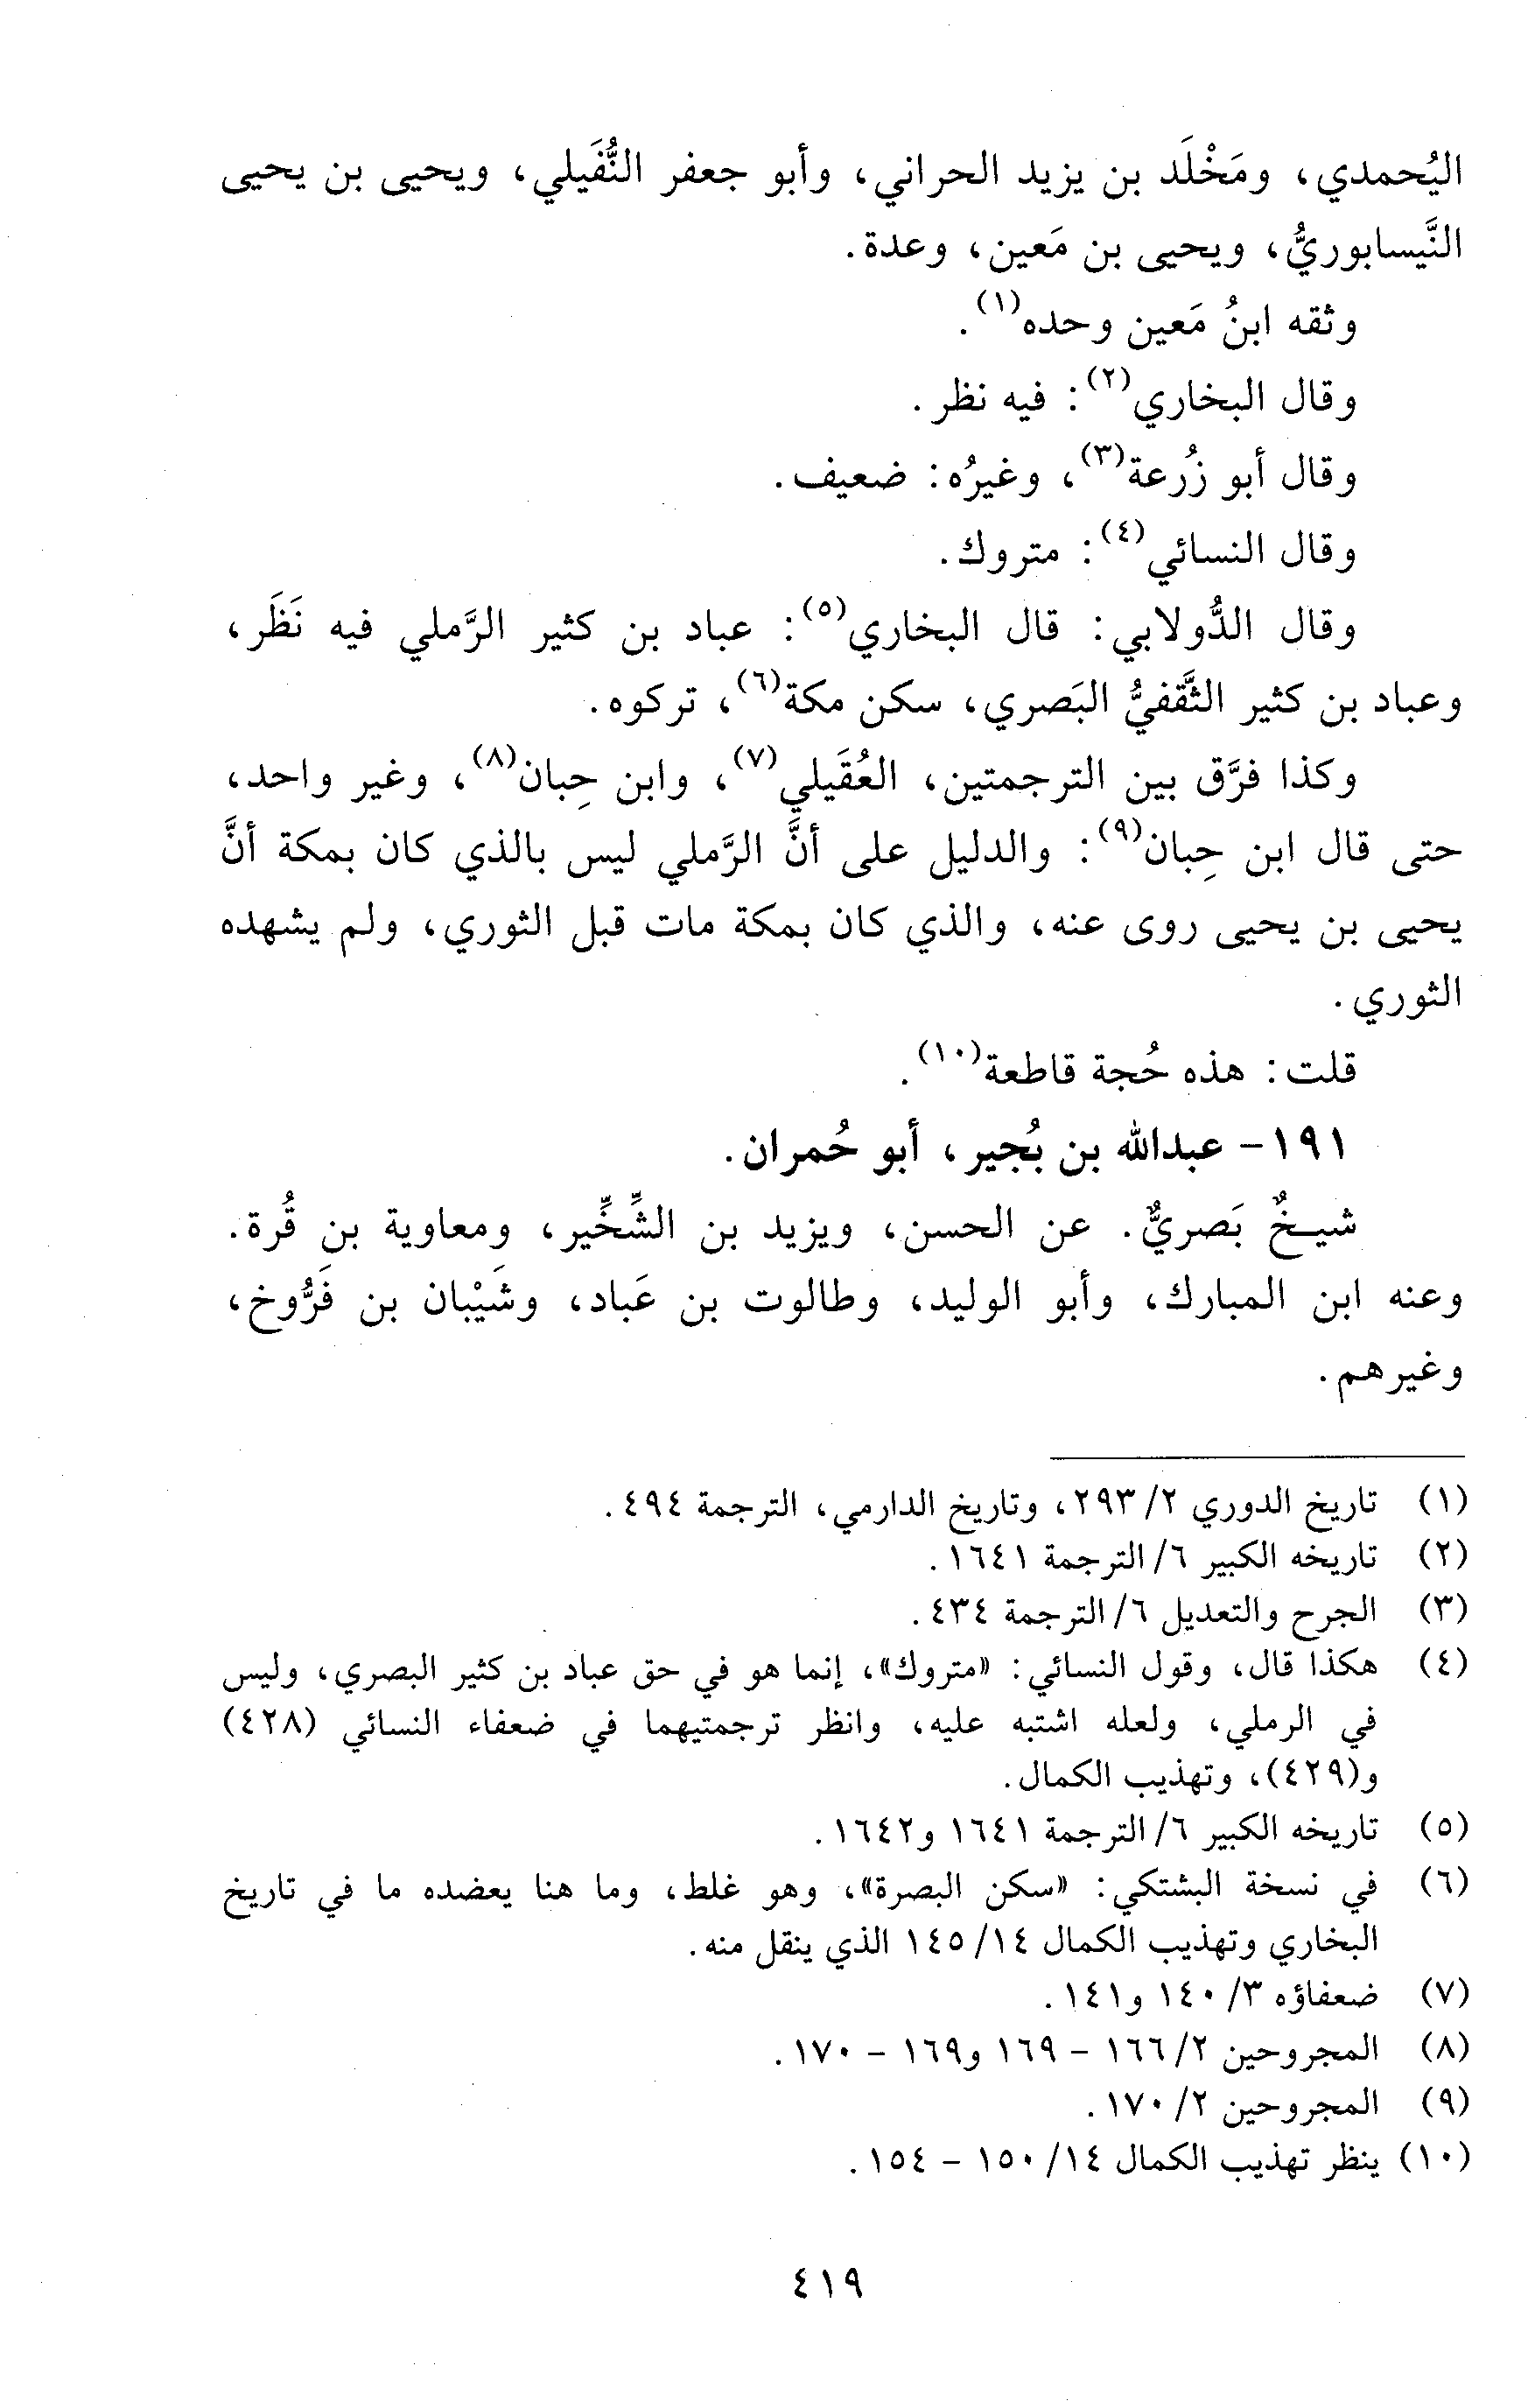 اليُحمدي، ومَخْلَد بن يزيد الحراني، وأبو جعفر النُّفَيلي، ويحيى بن يحيى
النَّيسابوريُّ، ويحيى بن مَعين، وعدة.
وثقه ابنُ مَعين وحده(١).
وقال البخاري(٢): فيه نظر.
وقال أبو زُرعة(٣)، وغيرُه: ضعيف.
وقال النسائي(٤): متروك.
وقال الدُّولابي: قال البخاري(٥): عباد بن كثير الرَّملي فيه نَظَر،
وعباد بن كثير الثَّقفيُّ البَصري، سكن مكة(٦)، تركوه.
وكذا فرَّق بين الترجمتين، العُقَيلي(٧)، وابن حِبان(٨)، وغير واحد،
حتى قال ابن حِبان(٩): والدليل على أنَّ الرَّملي ليس بالذي كان بمكة أنَّ
يحيى بن يحيى روى عنه، والذي كان بمكة مات قبل الثوري، ولم يشهده
الثوري.
قلت: هذه حُجة قاطعة(١٠).
١٩١- عبدالله بن بُجير، أبو حُمران.
شيخٌ بَصريٌّ. عن الحسن، ويزيد بن الشِّخِّير، ومعاوية بن قُرة.
وعنه ابن المبارك، وأبو الوليد، وطالوت بن عَباد، وشَيْبان بن فَرُّوخ،
وغيرهم.
(١) تاريخ الدوري ٢/ ٢٩٣، وتاريخ الدارمي، الترجمة ٤٩٤.
(٢) تاريخه الكبير ٦/ الترجمة ١٦٤١.
(٣) الجرح والتعديل ٦/ الترجمة ٤٣٤.
(٤) هكذا قال، وقول النسائي: «متروك»، إنما هو في حق عباد بن كثير البصري، وليس
في الرملي، ولعله اشتبه عليه، وانظر ترجمتيهما في ضعفاء النسائي (٤٢٨)
و(٤٢٩)، وتهذيب الكمال.
(٥) تاريخه الكبير ٦/ الترجمة ١٦٤١ و١٦٤٢.
(٦) في نسخة البشتكي: «سكن البصرة»، وهو غلط، وما هنا يعضده ما في تاريخ
البخاري وتهذيب الكمال ١٤/ ١٤٥ الذي ينقل منه.
(٧) ضعفاؤه ٣/ ١٤٠ و١٤١.
(٨) المجروحين ٢/ ١٦٦ - ١٦٩ و١٦٩ - ١٧٠.
(٩) المجروحين ٢/ ١٧٠.
(١٠) ينظر تهذيب الكمال ١٤/ ١٥٠ - ١٥٤.
٤١٩